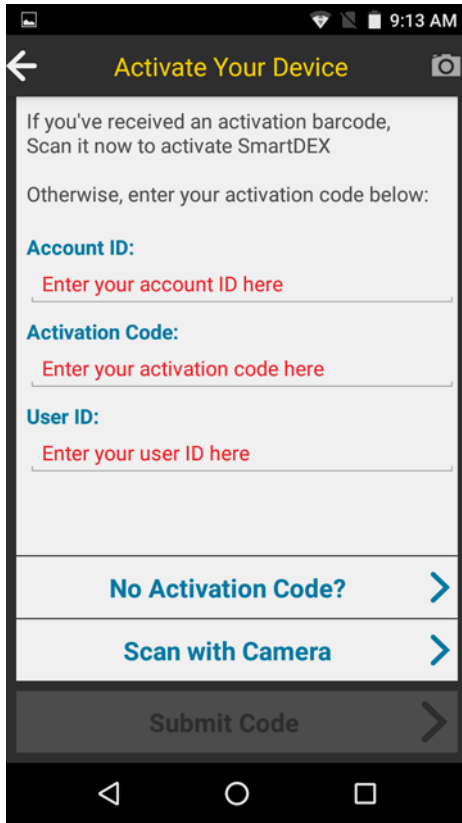 9:13 AM
Activate Your Device
If you've received an activation barcode,
Scan it now to activate SmartDEX
Otherwise, enter your activation code below:
Account ID:
Enter your account ID here
Activation Code:
Enter your activation code here
User ID:
Enter your user ID here
No Activation Code?
Scan with Camera
Submit Code